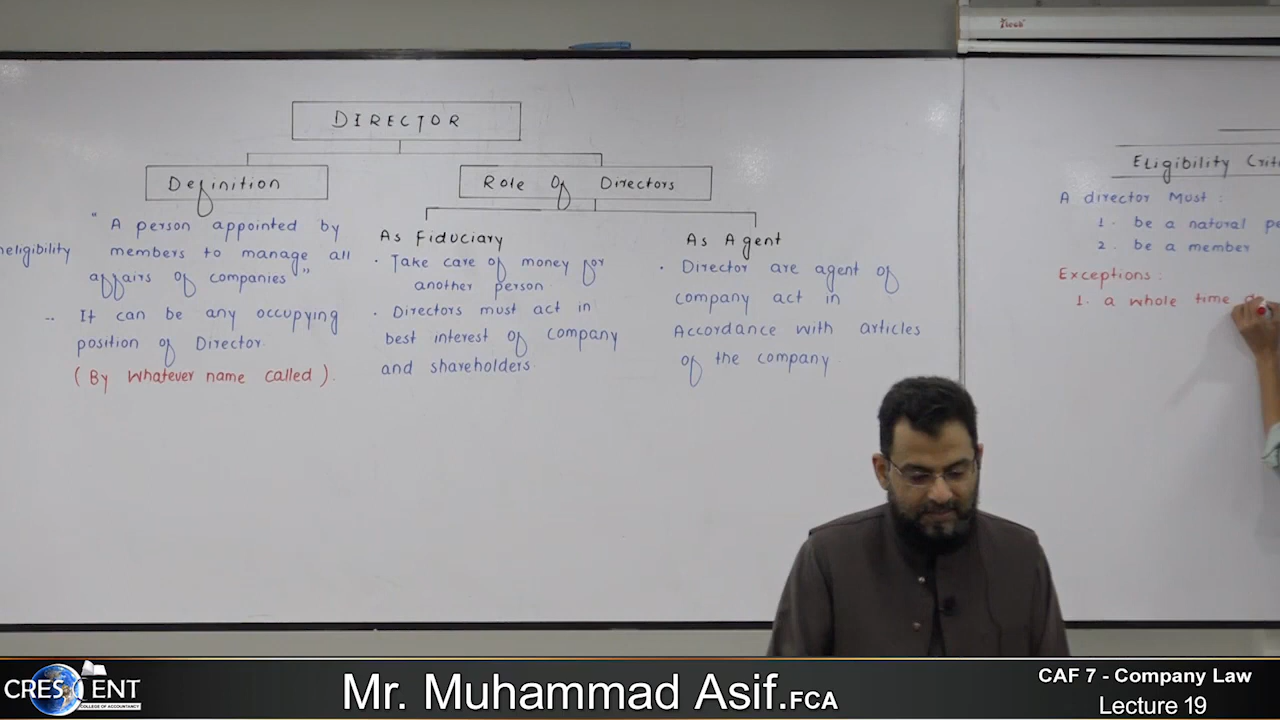 DIRECTOR
Definition
" A person appointed by
members to manage all
affairs of companies "
It can be any occupying
position of Director.
( By Whatever name called ).
Role Of Directors
As Fiduciary
• Take care of money for
another person
• Directors must act in
best interest of company
and shareholders.
As Agent
• Director are agent of
company act in
Accordance with articles
of the company
Eligibility
A director Must :
1. be a natural
2. be a member
Exceptions :
1. a whole time
CRESCENT
COLLEGE OF ACCOUNTANCY
Mr. Muhammad Asif.FCA
CAF 7 - Company Law
Lecture 19